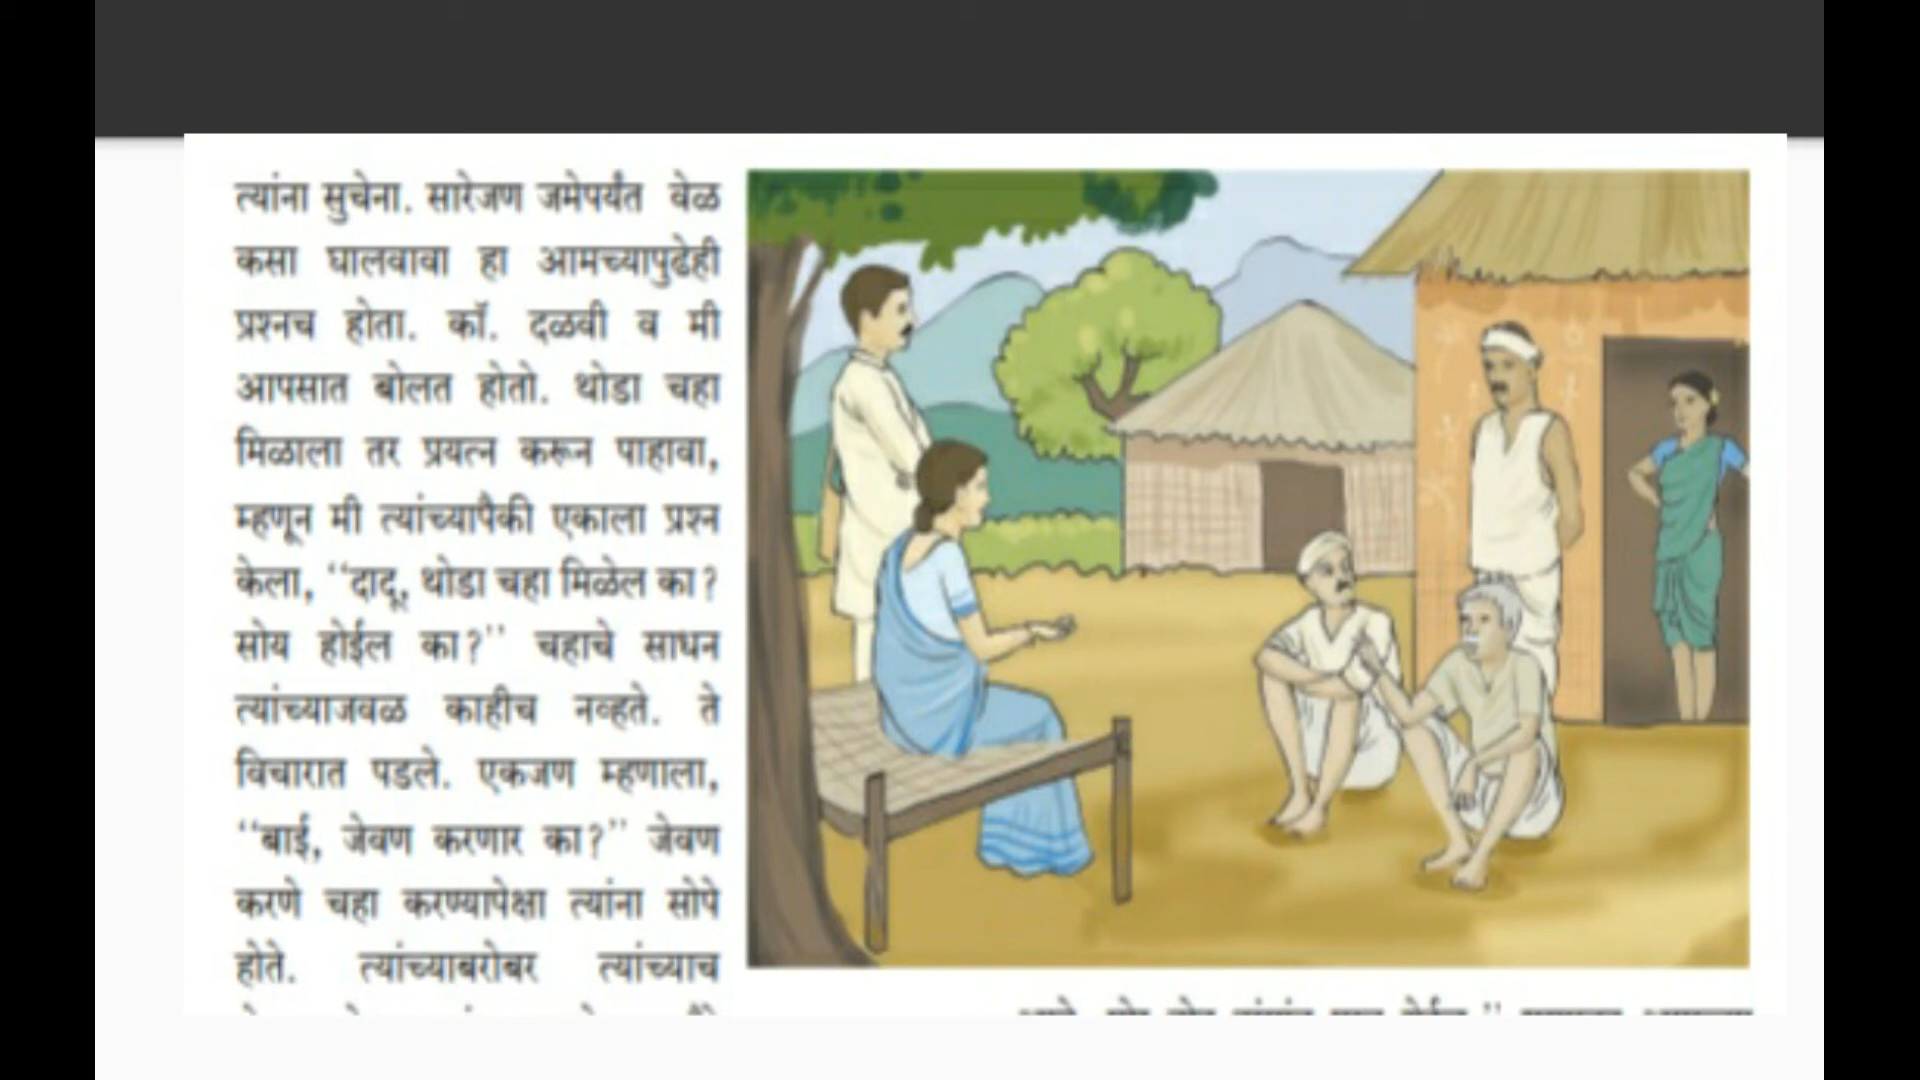 त्यांना सुचेना. सारेजण जमेपर्यंत वेळ
कसा घालवावा हा आमच्यापुढेही
प्रश्नच होता. कॉ. दळवी व मी
आपसात बोलत होतो. थोडा चहा
मिळाला तर प्रयत्न करून पाहावा,
म्हणून मी त्यांच्यापैकी एकाला प्रश्न
केला, ‘‘दादू, थोडा चहा मिळेल का?
सोय होईल का?’’ चहाचे साधन
त्यांच्याजवळ काहीच नव्हते. ते
विचारात पडले. एकजण म्हणाला,
‘‘बाई, जेवण करणार का?’’ जेवण
करणे चहा करण्यापेक्षा त्यांना सोपे
होते. त्यांच्याबरोबर त्यांच्याच